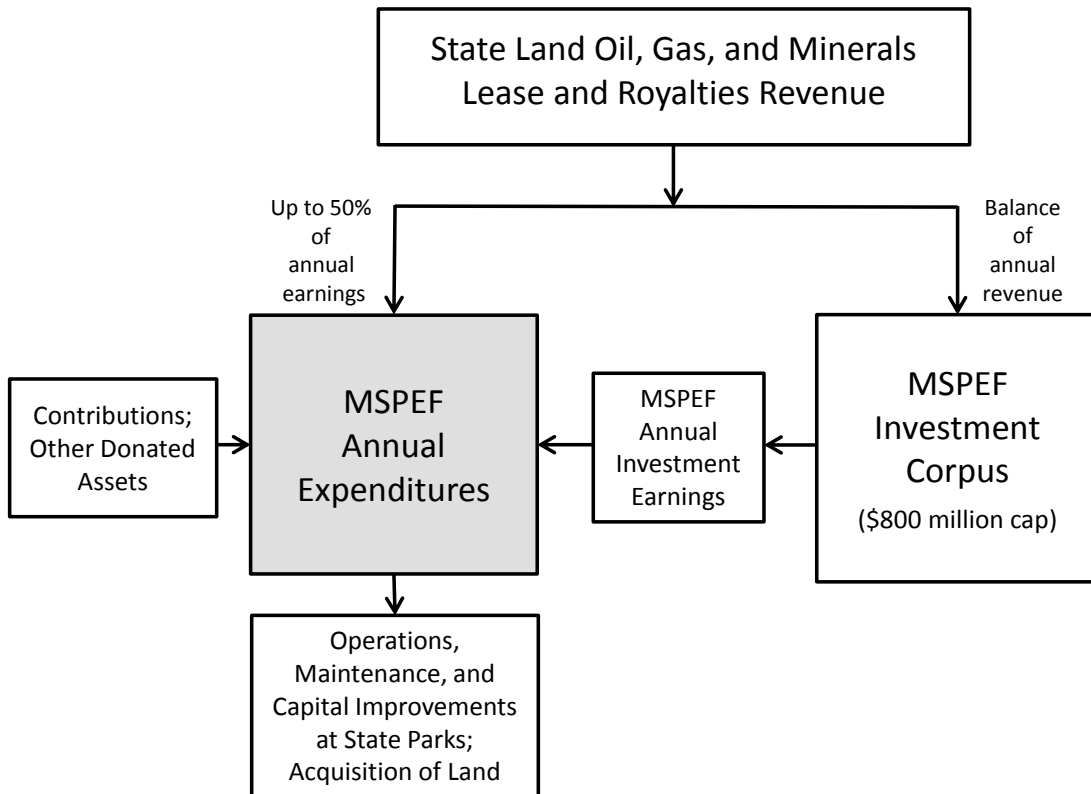 State Land Oil, Gas, and Minerals
Lease and Royalties Revenue
Up to 50%
of
annual
earnings
Balance
of
annual
revenue
Contributions;
Other Donated
Assets
MSPEF
Annual
Expenditures
MSPEF
Annual
Investment
Earnings
MSPEF
Investment
Corpus
($800 million cap)
Operations,
Maintenance, and
Capital Improvements
at State Parks;
Acquisition of Land